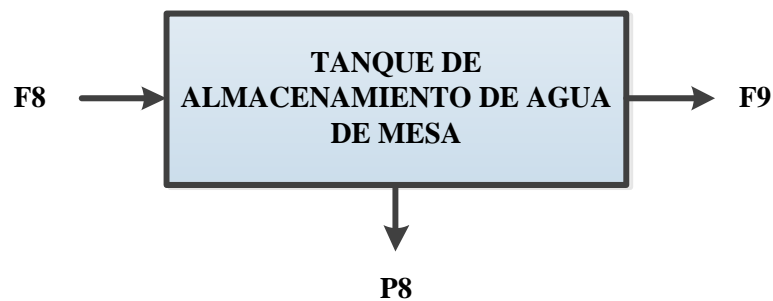 TANQUE DE
F8
ALMACENAMIENTO DE AGUA
F9
DE MESA
P8